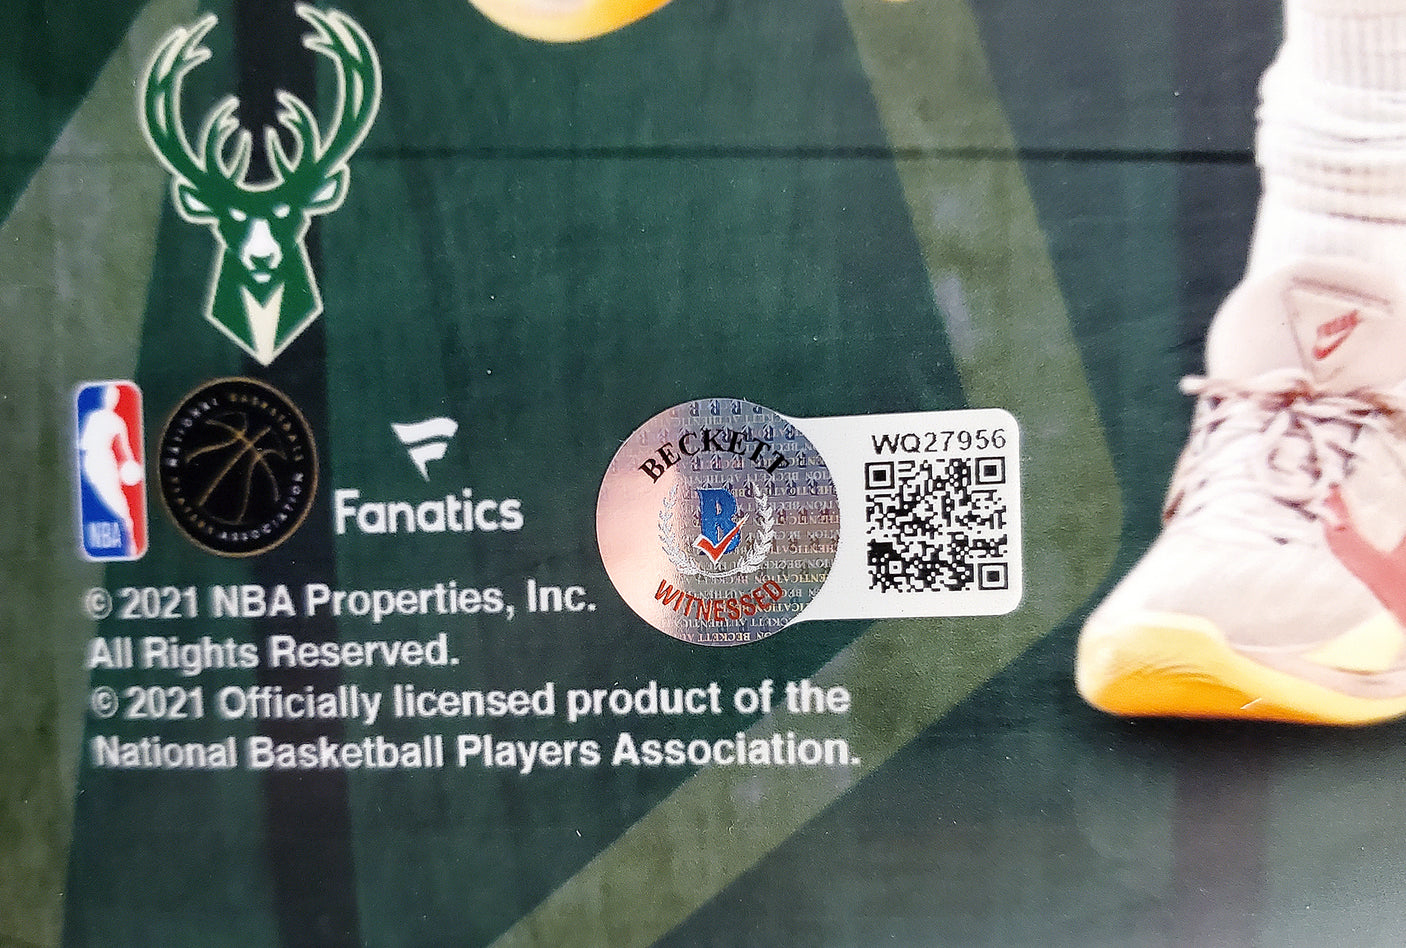 NBA
NATIONAL BASKETBALL
PLAYERS ASSOCIATION
Fanatics
© 2021 NBA Properties, Inc.
All Rights Reserved.
© 2021 Officially licensed product of the
National Basketball Players Association.
BECKETT
B
WITNESSED
WQ27956
NIKE